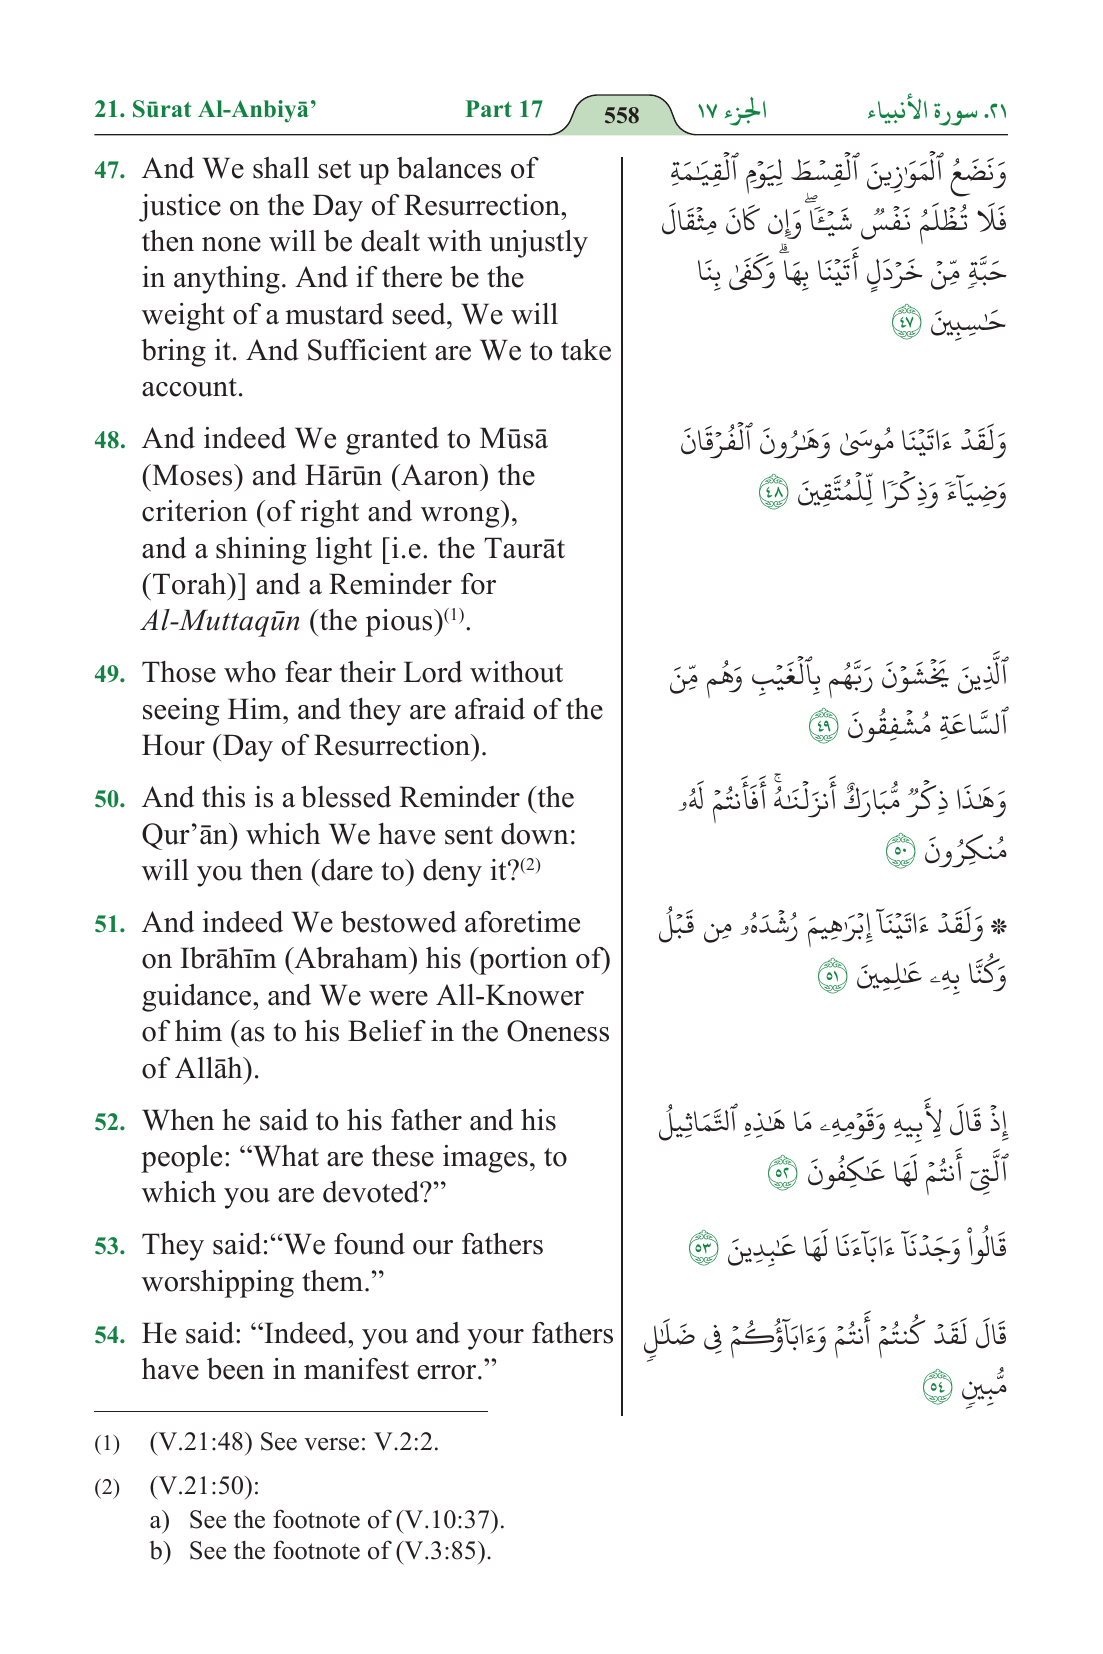 21. Sūrat Al-Anbiyā’ Part 17 558 الجزء ١٧ ٢١. سورة الأنبياء
47. And We shall set up balances of
justice on the Day of Resurrection,
then none will be dealt with unjustly
in anything. And if there be the
weight of a mustard seed, We will
bring it. And Sufficient are We to take
account.
وَنَضَعُ ٱلْمَوَٰزِينَ ٱلْقِسْطَ لِيَوْمِ ٱلْقِيَـٰمَةِ
فَلَا تُظْلَمُ نَفْسٌ شَيْـًٔا ۖ وَإِن كَانَ مِثْقَالَ
حَبَّةٍ مِّنْ خَرْدَلٍ أَتَيْنَا بِهَا ۗ وَكَفَىٰ بِنَا
حَـٰسِبِينَ ٤٧
48. And indeed We granted to Mūsā
(Moses) and Hārūn (Aaron) the
criterion (of right and wrong),
and a shining light [i.e. the Taurāt
(Torah)] and a Reminder for
Al-Muttaqūn (the pious)(1).
وَلَقَدْ ءَاتَيْنَا مُوسَىٰ وَهَـٰرُونَ ٱلْفُرْقَانَ
وَضِيَآءً وَذِكْرًا لِّلْمُتَّقِينَ ٤٨
49. Those who fear their Lord without
seeing Him, and they are afraid of the
Hour (Day of Resurrection).
ٱلَّذِينَ يَخْشَوْنَ رَبَّهُم بِٱلْغَيْبِ وَهُم مِّنَ
ٱلسَّاعَةِ مُشْفِقُونَ ٤٩
50. And this is a blessed Reminder (the
Qur’ān) which We have sent down:
will you then (dare to) deny it?(2)
وَهَـٰذَا ذِكْرٌ مُّبَارَكٌ أَنزَلْنَـٰهُ ۚ أَفَأَنتُمْ لَهُۥ
مُنكِرُونَ ٥٠
51. And indeed We bestowed aforetime
on Ibrāhīm (Abraham) his (portion of)
guidance, and We were All-Knower
of him (as to his Belief in the Oneness
of Allāh).
۞ وَلَقَدْ ءَاتَيْنَآ إِبْرَٰهِيمَ رُشْدَهُۥ مِن قَبْلُ
وَكُنَّا بِهِۦ عَـٰلِمِينَ ٥١
52. When he said to his father and his
people: “What are these images, to
which you are devoted?”
إِذْ قَالَ لِأَبِيهِ وَقَوْمِهِۦ مَا هَـٰذِهِ ٱلتَّمَاثِيلُ
ٱلَّتِىٓ أَنتُمْ لَهَا عَـٰكِفُونَ ٥٢
53. They said:“We found our fathers
worshipping them.”
قَالُوا۟ وَجَدْنَآ ءَابَآءَنَا لَهَا عَـٰبِدِينَ ٥٣
54. He said: “Indeed, you and your fathers
have been in manifest error.”
قَالَ لَقَدْ كُنتُمْ أَنتُمْ وَءَابَآؤُكُمْ فِى ضَلَـٰلٍ
مُّبِينٍ ٥٤
(1) (V.21:48) See verse: V.2:2.
(2) (V.21:50):
a) See the footnote of (V.10:37).
b) See the footnote of (V.3:85).